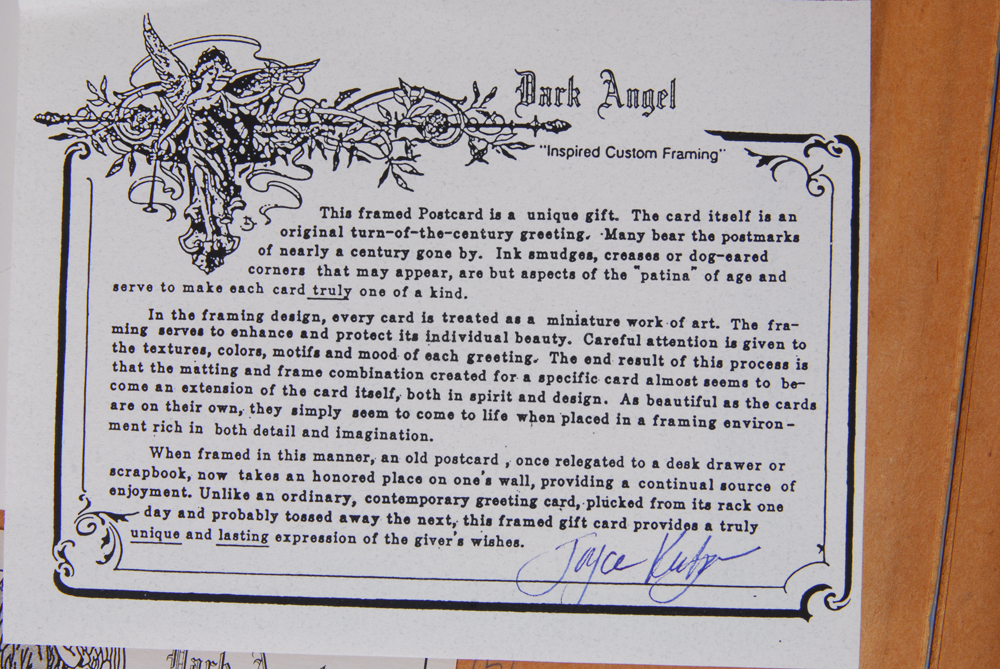 Dark Angel
"Inspired Custom Framing"
This framed Postcard is a unique gift. The card itself is an
original turn-of-the-century greeting. Many bear the postmarks
of nearly a century gone by. Ink smudges, creases or dog-eared
corners that may appear, are but aspects of the "patina" of age and
serve to make each card truly one of a kind.
In the framing design, every card is treated as a miniature work of art. The fra-
ming serves to enhance and protect its individual beauty. Careful attention is given to
the textures, colors, motifs and mood of each greeting. The end result of this process is
that the matting and frame combination created for a specific card almost seems to be-
come an extension of the card itself, both in spirit and design. As beautiful as the cards
are on their own, they simply seem to come to life when placed in a framing environ-
ment rich in both detail and imagination.
When framed in this manner, an old postcard , once relegated to a desk drawer or
scrapbook, now takes an honored place on one's wall, providing a continual source of
enjoyment. Unlike an ordinary, contemporary greeting card, plucked from its rack one
day and probably tossed away the next, this framed gift card provides a truly
unique and lasting expression of the giver's wishes.
Joyce
Dark